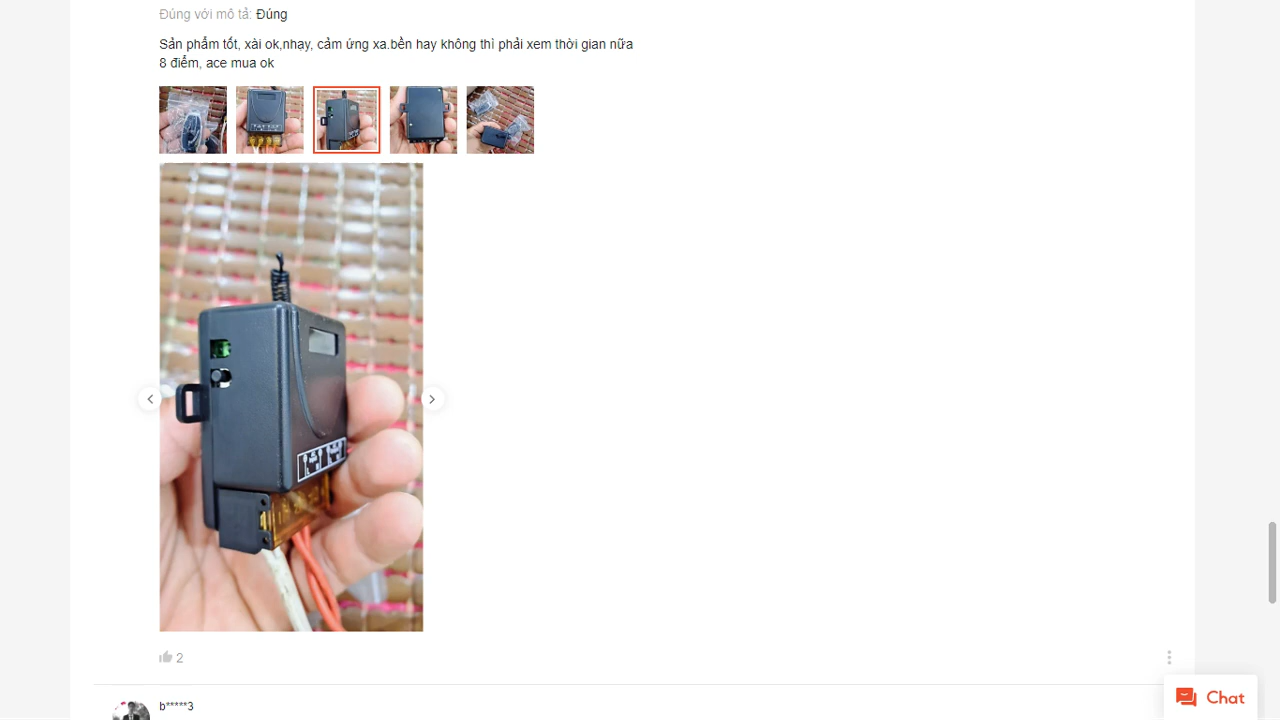 Đúng với mô tả: Đúng
Sản phẩm tốt, xài ok,nhay, cảm ứng xa.bền hay không thì phải xem thời gian nữa
8 điểm, ace mua ok
2
b*****3
Chat